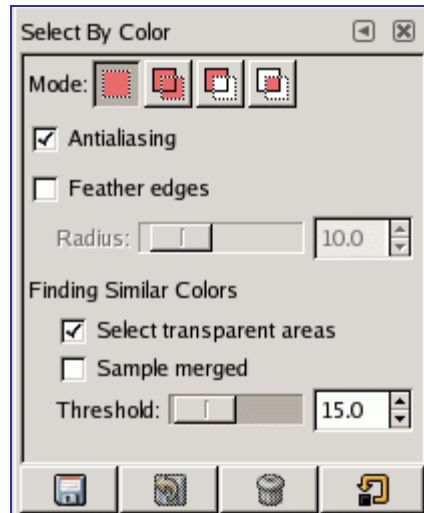 Select By Color
Mode:
Antialiasing
Feather edges
Radius: 10.0
Finding Similar Colors
Select transparent areas
Sample merged
Threshold: 15.0